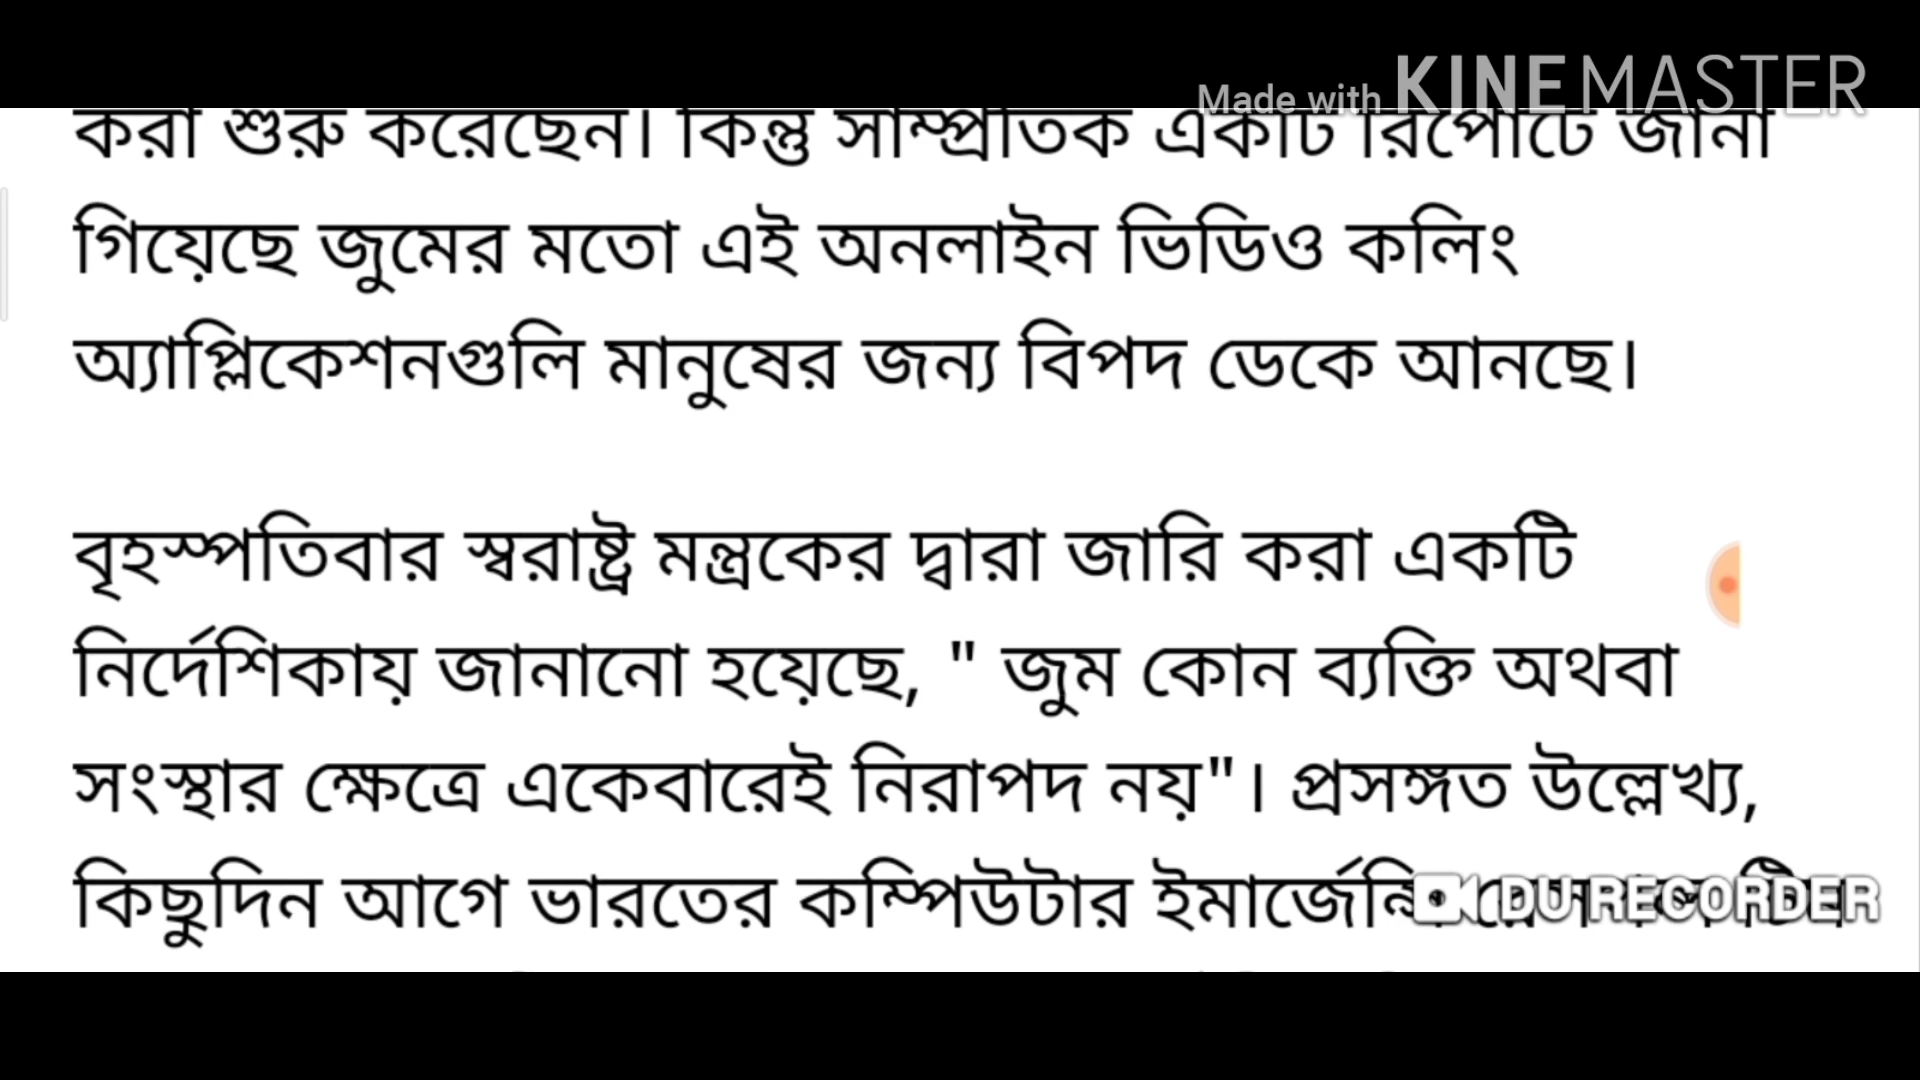 Made with KINEMASTER
করা শুরু করেছেন। কিন্তু সাম্প্রতিক একটি রিপোর্টে জানা
গিয়েছে জুমের মতো এই অনলাইন ভিডিও কলিং
অ্যাপ্লিকেশনগুলি মানুষের জন্য বিপদ ডেকে আনছে।
বৃহস্পতিবার স্বরাষ্ট্র মন্ত্রকের দ্বারা জারি করা একটি
নির্দেশিকায় জানানো হয়েছে, " জুম কোন ব্যক্তি অথবা
সংস্থার ক্ষেত্রে একেবারেই নিরাপদ নয়"। প্রসঙ্গত উল্লেখ্য,
কিছুদিন আগে ভারতের কম্পিউটার ইমার্জেন্সি
DU RECORDER